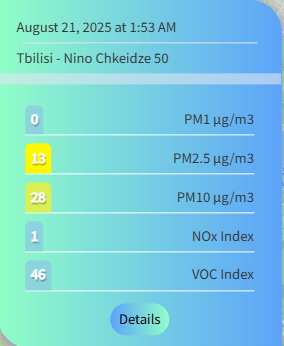 August 21, 2025 at 1:53 AM
Tbilisi - Nino Chkeidze 50
0 PM1 µg/m3
13 PM2.5 µg/m3
28 PM10 µg/m3
1 NOx Index
46 VOC Index
Details